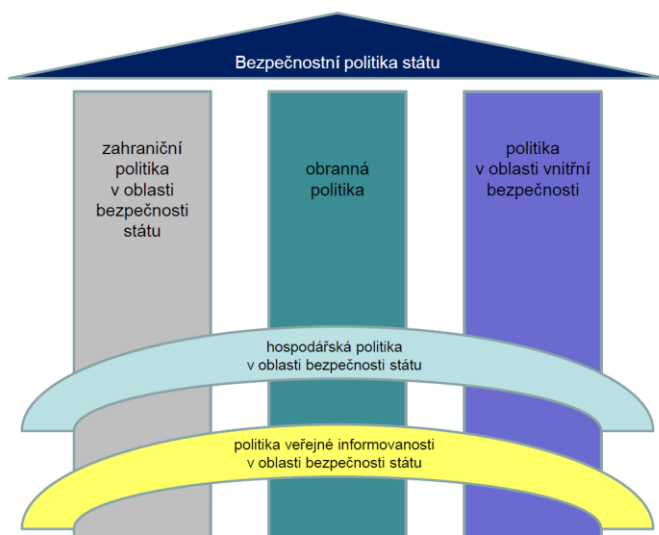 Bezpečnostní politika státu
zahraniční
politika
v oblasti
bezpečnosti
státu
obranná
politika
politika
v oblasti vnitřní
bezpečnosti
hospodářská politika
v oblasti bezpečnosti státu
politika veřejné informovanosti
v oblasti bezpečnosti státu